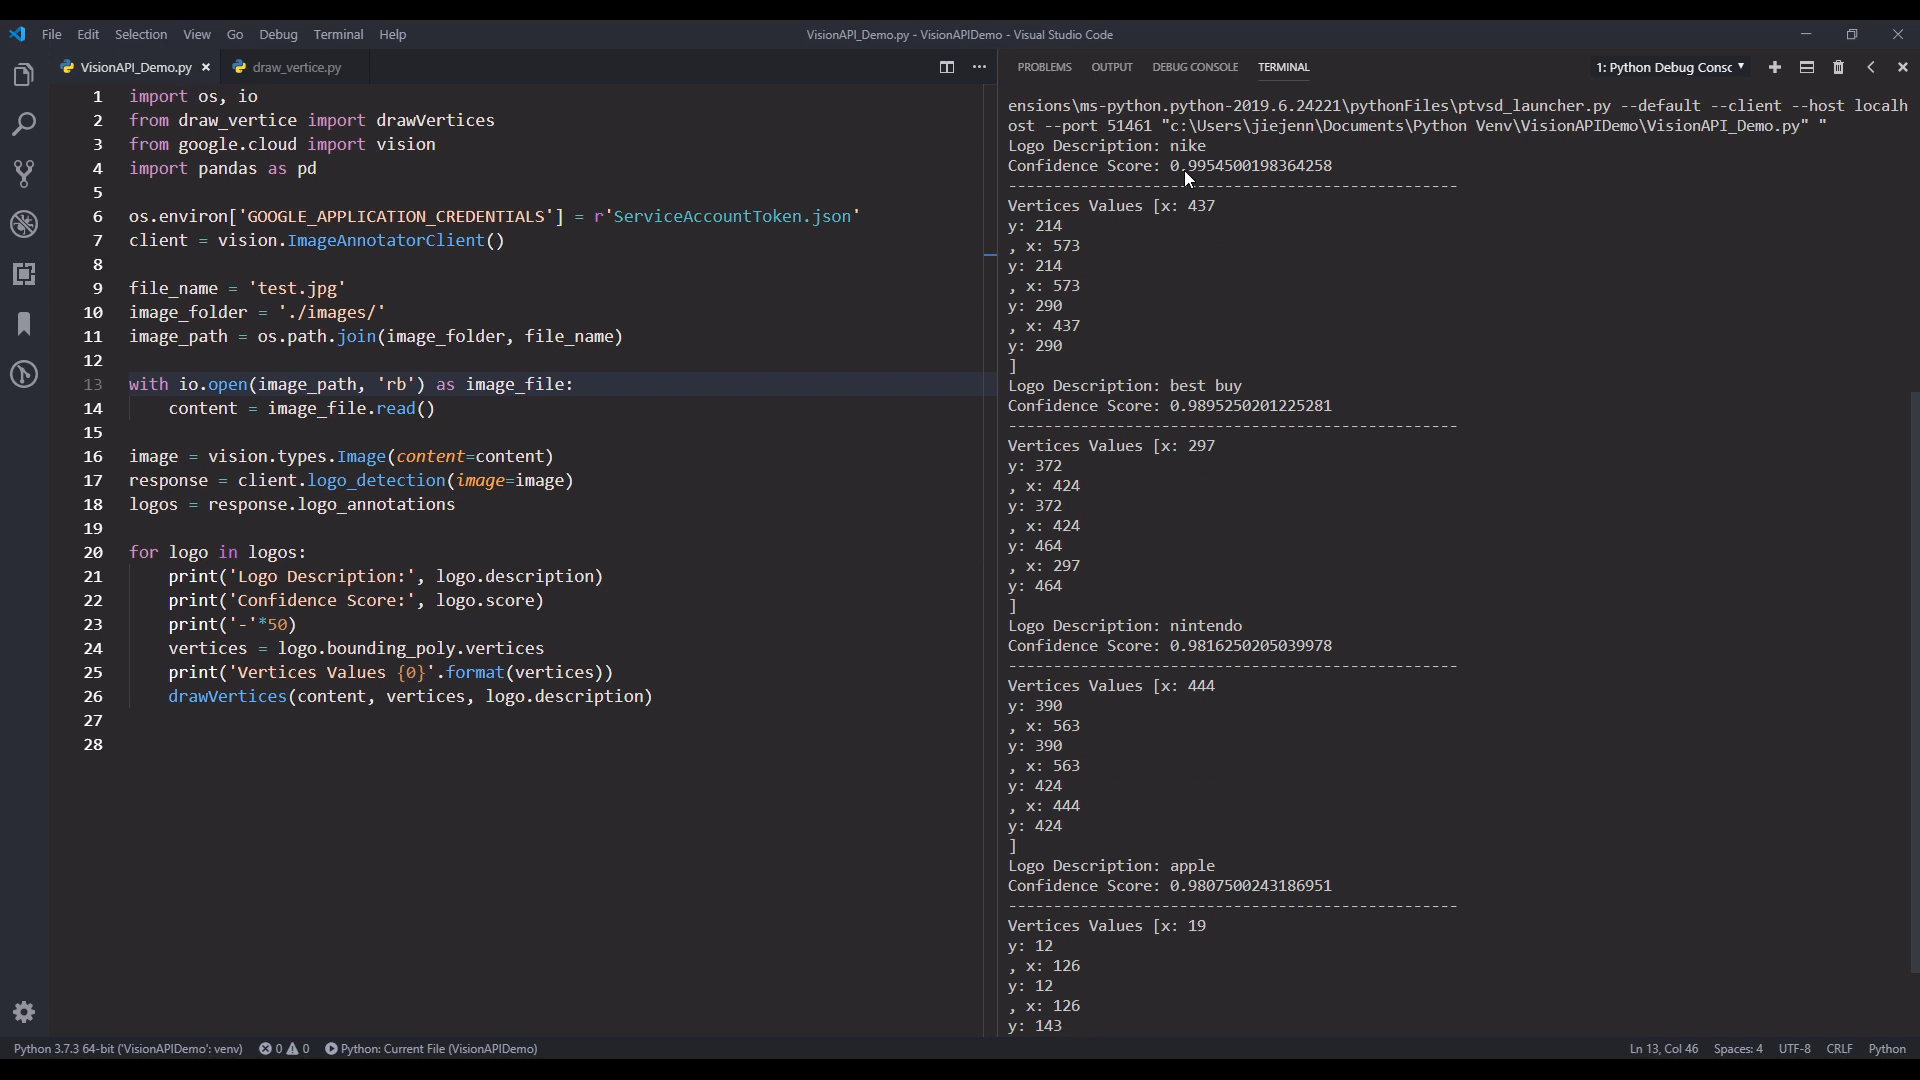 File Edit Selection View Go Debug Terminal Help
VisionAPI_Demo.py - VisionAPIDemo - Visual Studio Code
VisionAPI_Demo.py
draw_vertice.py
1 import os, io
2 from draw_vertice import drawVertices
3 from google.cloud import vision
4 import pandas as pd
5
6 os.environ['GOOGLE_APPLICATION_CREDENTIALS'] = r'ServiceAccountToken.json'
7 client = vision.ImageAnnotatorClient()
8
9 file_name = 'test.jpg'
10 image_folder = './images/'
11 image_path = os.path.join(image_folder, file_name)
12
13 with io.open(image_path, 'rb') as image_file:
14 content = image_file.read()
15
16 image = vision.types.Image(content=content)
17 response = client.logo_detection(image=image)
18 logos = response.logo_annotations
19
20 for logo in logos:
21 print('Logo Description:', logo.description)
22 print('Confidence Score:', logo.score)
23 print('-'*50)
24 vertices = logo.bounding_poly.vertices
25 print('Vertices Values {0}'.format(vertices))
26 drawVertices(content, vertices, logo.description)
27
28
PROBLEMS OUTPUT DEBUG CONSOLE TERMINAL
1: Python Debug Consc
ensions\ms-python.python-2019.6.24221\pythonFiles\ptvsd_launcher.py --default --client --host localh
ost --port 51461 "c:\Users\jiejenn\Documents\Python Venv\VisionAPIDemo\VisionAPI_Demo.py" "
Logo Description: nike
Confidence Score: 0.9954500198364258
--------------------------------------------------
Vertices Values [x: 437
y: 214
, x: 573
y: 214
, x: 573
y: 290
, x: 437
y: 290
]
Logo Description: best buy
Confidence Score: 0.9895250201225281
--------------------------------------------------
Vertices Values [x: 297
y: 372
, x: 424
y: 372
, x: 424
y: 464
, x: 297
y: 464
]
Logo Description: nintendo
Confidence Score: 0.9816250205039978
--------------------------------------------------
Vertices Values [x: 444
y: 390
, x: 563
y: 390
, x: 563
y: 424
, x: 444
y: 424
]
Logo Description: apple
Confidence Score: 0.9807500243186951
--------------------------------------------------
Vertices Values [x: 19
y: 12
, x: 126
y: 12
, x: 126
y: 143
Python 3.7.3 64-bit ('VisionAPIDemo': venv) 0 0 Python: Current File (VisionAPIDemo)
Ln 13, Col 46 Spaces: 4 UTF-8 CRLF Python